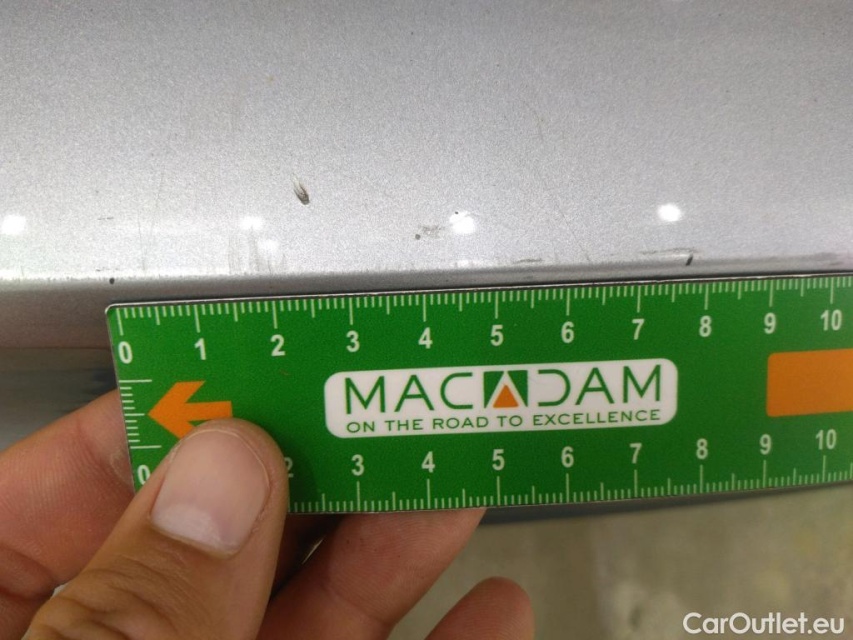 0 1 2 3 4 5 6 7 8 9 10
MACADAM
ON THE ROAD TO EXCELLENCE
0 2 3 4 5 6 7 8 9 10
CarOutlet.eu